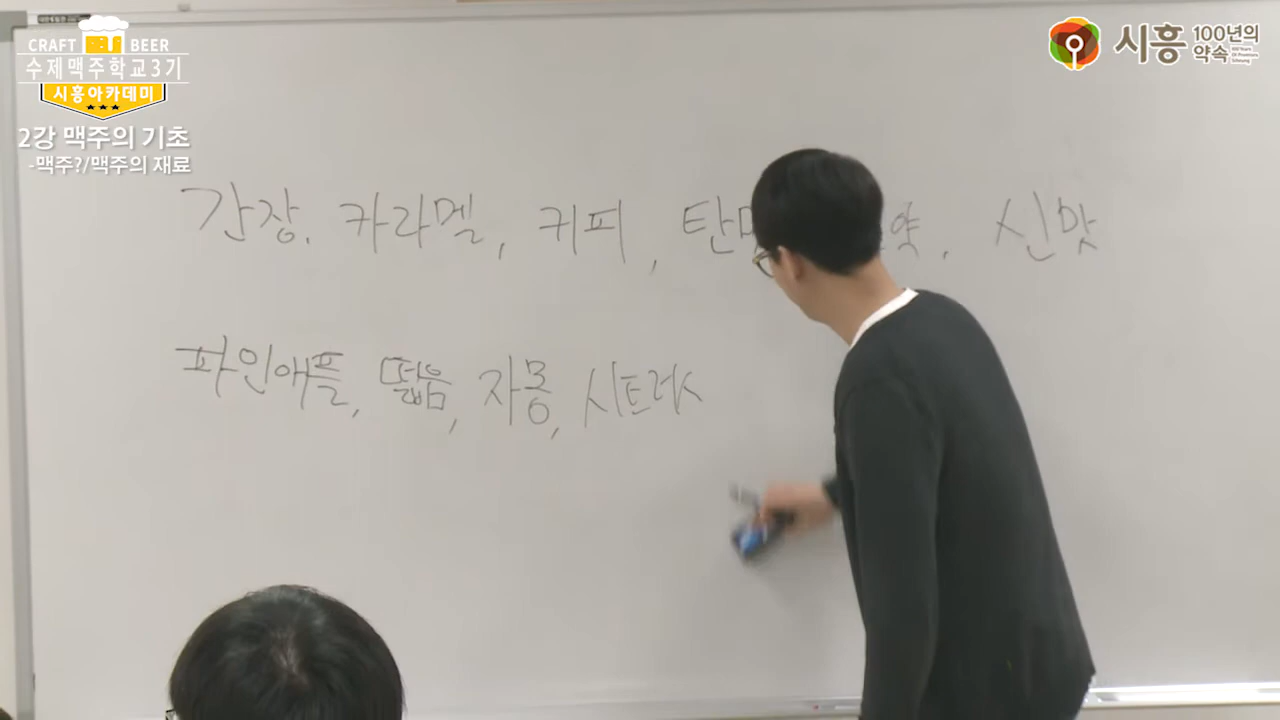 CRAFT BEER
수제맥주학교3기
시흥아카데미
2강 맥주의 기초
-맥주?/맥주의 재료
시흥 100년의 약속
간장, 카라멜, 커피, 신맛
파인애플, 떫음, 자몽, 시트러스